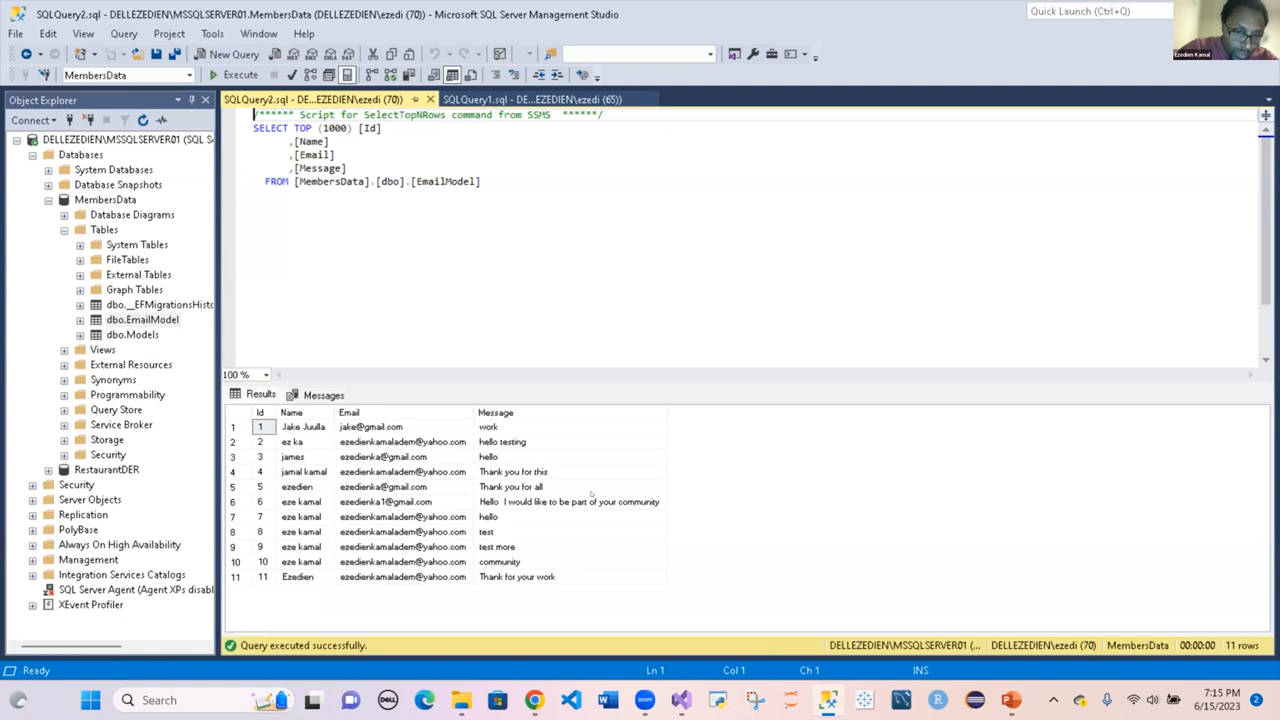 SQLQuery2.sql - DELLEZEDIEN\MSSQLSERVER01.MembersData (DELLEZEDIEN\ezedi (70)) - Microsoft SQL Server Management Studio
Quick Launch (Ctrl+Q)
Ezedien Kamal
File Edit View Query Project Tools Window Help
New Query
MembersData Execute
Object Explorer
SQLQuery2.sql - DE...EZEDIEN\ezedi (70))
SQLQuery1.sql - DE...EZEDIEN\ezedi (65))
Connect
DELLEZEDIEN\MSSQLSERVER01 (SQL S
Databases
System Databases
Database Snapshots
MembersData
Database Diagrams
Tables
System Tables
FileTables
External Tables
Graph Tables
dbo.__EFMigrationsHistc
dbo.EmailModel
dbo.Models
Views
External Resources
Synonyms
Programmability
Query Store
Service Broker
Storage
Security
RestaurantDER
Security
Server Objects
Replication
PolyBase
Always On High Availability
Management
Integration Services Catalogs
SQL Server Agent (Agent XPs disabl
XEvent Profiler
/****** Script for SelectTopNRows command from SSMS ******/
SELECT TOP (1000) [Id]
,[Name]
,[Email]
,[Message]
FROM [MembersData].[dbo].[EmailModel]
100 %
Results Messages
Id Name Email Message
1 1 Jake Juulla jake@gmail.com work
2 2 ez ka ezedienkamaladem@yahoo.com hello testing
3 3 james ezedienka@gmail.com hello
4 4 jamal kamal ezedienkamaladem@yahoo.com Thank you for this
5 5 ezedien ezedienka@gmail.com Thank you for all
6 6 eze kamal ezedienka1@gmail.com Hello I would like to be part of your community
7 7 eze kamal ezedienkamaladem@yahoo.com hello
8 8 eze kamal ezedienkamaladem@yahoo.com test
9 9 eze kamal ezedienkamaladem@yahoo.com test more
10 10 eze kamal ezedienkamaladem@yahoo.com community
11 11 Ezedien ezedienkamaladem@yahoo.com Thank for your work
Query executed successfully.
DELLEZEDIEN\MSSQLSERVER01 (... DELLEZEDIEN\ezedi (70) MembersData 00:00:00 11 rows
Ready Ln 1 Col 1 Ch 1 INS
Search
DELL
R
7:15 PM
6/15/2023
2